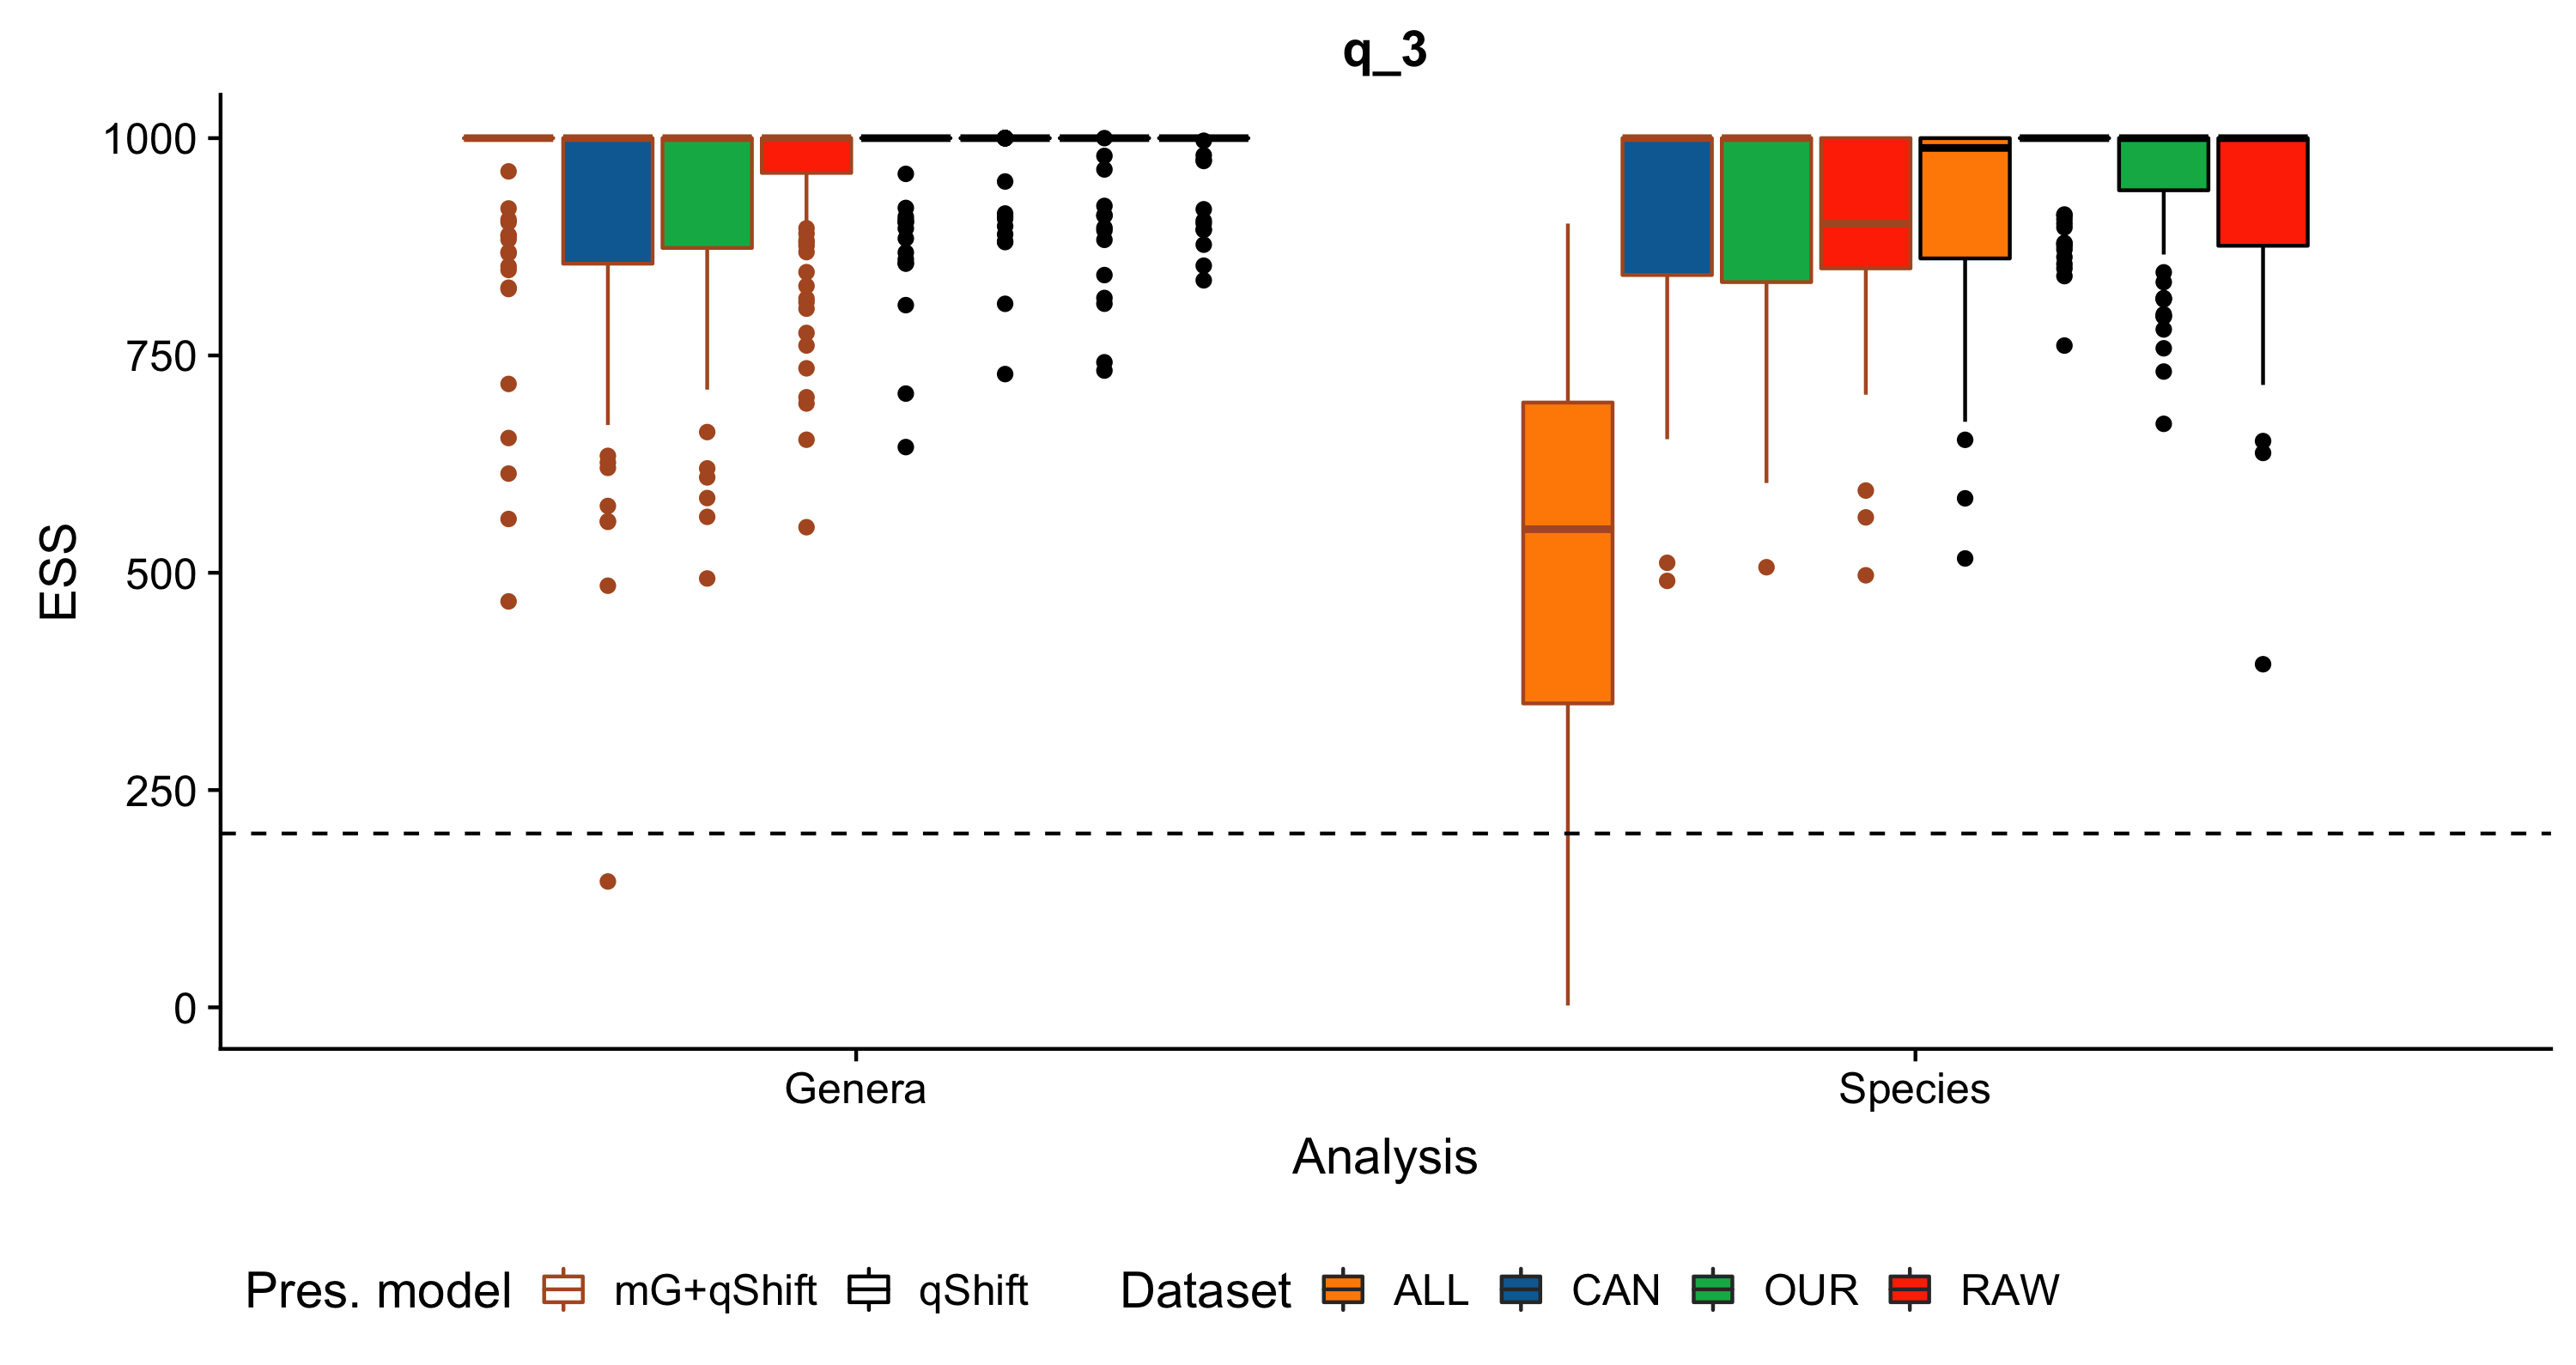 q_3
1000
750
500
250
0
ESS
Genera Species
Analysis
Pres. model mG+qShift qShift Dataset ALL CAN OUR RAW